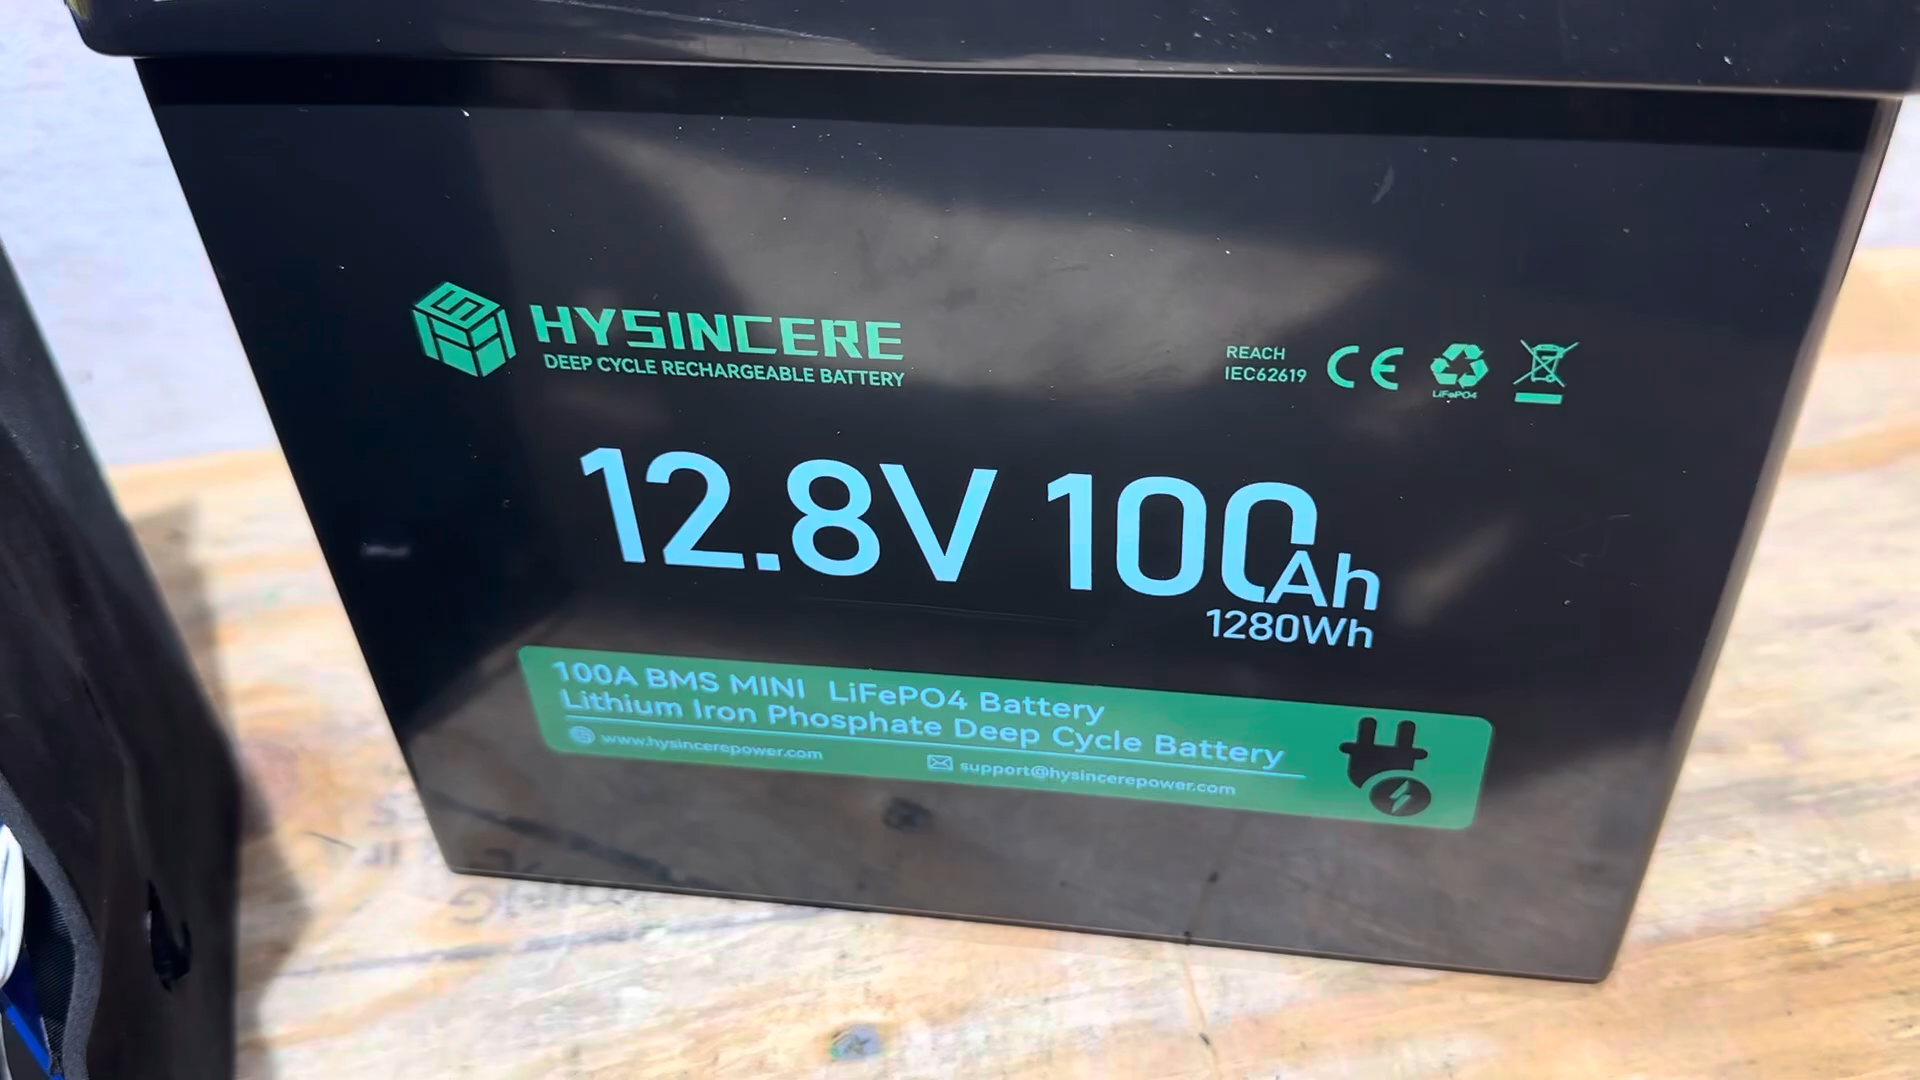 HYSINCERE
DEEP CYCLE RECHARGEABLE BATTERY
REACH
IEC62619
CE
LiFePO4
12.8V 100Ah
1280Wh
100A BMS MINI LiFePO4 Battery
Lithium Iron Phosphate Deep Cycle Battery
www.hysincerepower.com
support@hysincerepower.com